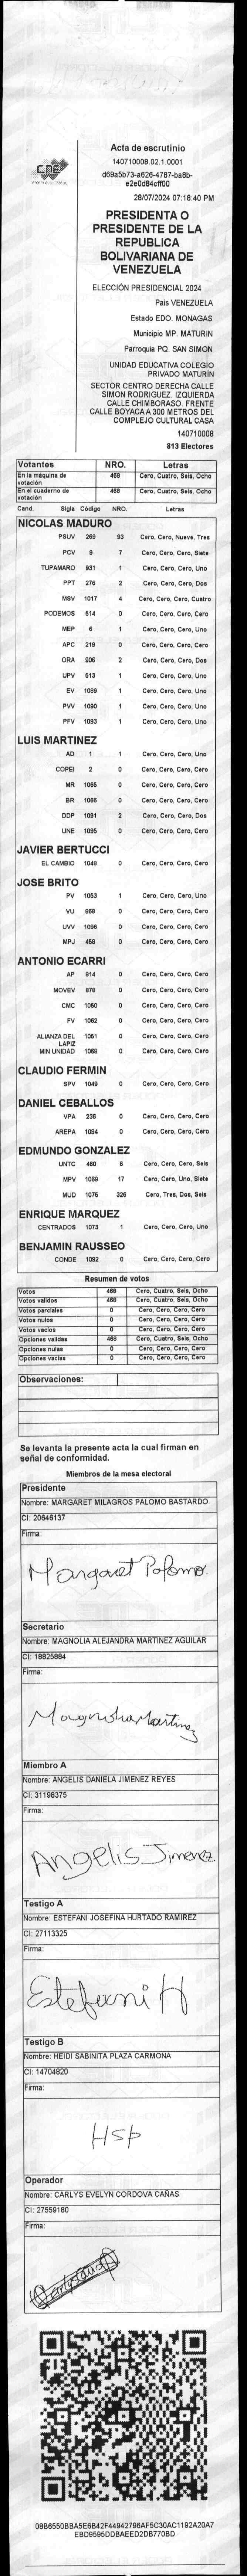 CNE
Acta de escrutinio
140710008.02.1.0001
d69a5b73-a626-4787-ba8b-
e2e0d84cff00
28/07/2024 07:16:40 PM
PRESIDENTA O
PRESIDENTE DE LA
REPUBLICA
BOLIVARIANA DE
VENEZUELA
ELECCIÓN PRESIDENCIAL 2024
Pais VENEZUELA
Estado EDO. MONAGAS
Municipio MP. MATURIN
Parroquia PQ. SAN SIMON
UNIDAD EDUCATIVA COLEGIO
PRIVADO MATURÍN
SECTOR CENTRO DERECHA CALLE
SIMON RODRIGUEZ. IZQUIERDA
CALLE CHIMBORASO. FRENTE
CALLE BOYACA A 300 METROS DEL
COMPLEJO CULTURAL CASA
140710008
813 Electores
Votantes NRO. Letras
En la máquina de votación 468 Cero, Cuatro, Seis, Ocho
En el cuaderno de votación 468 Cero, Cuatro, Seis, Ocho
Cand. Sigla Código NRO. Letras
NICOLAS MADURO
PSUV 269 93 Cero, Cero, Nueve, Tres
PCV 9 7 Cero, Cero, Cero, Siete
TUPAMARO 931 1 Cero, Cero, Cero, Uno
PPT 276 2 Cero, Cero, Cero, Dos
MSV 1017 4 Cero, Cero, Cero, Cuatro
PODEMOS 514 0 Cero, Cero, Cero, Cero
MEP 6 1 Cero, Cero, Cero, Uno
APC 219 0 Cero, Cero, Cero, Cero
ORA 906 2 Cero, Cero, Cero, Dos
UPV 513 1 Cero, Cero, Cero, Uno
EV 1089 1 Cero, Cero, Cero, Uno
PVV 1090 1 Cero, Cero, Cero, Uno
PFV 1093 1 Cero, Cero, Cero, Uno
LUIS MARTINEZ
AD 1 1 Cero, Cero, Cero, Uno
COPEI 2 0 Cero, Cero, Cero, Cero
MR 1065 0 Cero, Cero, Cero, Cero
BR 1066 0 Cero, Cero, Cero, Cero
DDP 1091 2 Cero, Cero, Cero, Dos
UNE 1095 0 Cero, Cero, Cero, Cero
JAVIER BERTUCCI
EL CAMBIO 1048 0 Cero, Cero, Cero, Cero
JOSE BRITO
PV 1053 1 Cero, Cero, Cero, Uno
VU 868 0 Cero, Cero, Cero, Cero
UVV 1096 0 Cero, Cero, Cero, Cero
MPJ 458 0 Cero, Cero, Cero, Cero
ANTONIO ECARRI
AP 814 0 Cero, Cero, Cero, Cero
MOVEV 978 0 Cero, Cero, Cero, Cero
CMC 1050 0 Cero, Cero, Cero, Cero
FV 1062 0 Cero, Cero, Cero, Cero
ALIANZA DEL LAPIZ 1051 0 Cero, Cero, Cero, Cero
MIN UNIDAD 1068 0 Cero, Cero, Cero, Cero
CLAUDIO FERMIN
SPV 1049 0 Cero, Cero, Cero, Cero
DANIEL CEBALLOS
VPA 236 0 Cero, Cero, Cero, Cero
AREPA 1094 0 Cero, Cero, Cero, Cero
EDMUNDO GONZALEZ
UNTC 460 6 Cero, Cero, Cero, Seis
MPV 1069 17 Cero, Cero, Uno, Siete
MUD 1075 326 Cero, Tres, Dos, Seis
ENRIQUE MARQUEZ
CENTRADOS 1073 1 Cero, Cero, Cero, Uno
BENJAMIN RAUSSEO
CONDE 1092 0 Cero, Cero, Cero, Cero
Resumen de votos
Votos 468 Cero, Cuatro, Seis, Ocho
Votos validos 468 Cero, Cuatro, Seis, Ocho
Votos parciales 0 Cero, Cero, Cero, Cero
Votos nulos 0 Cero, Cero, Cero, Cero
Votos vacios 0 Cero, Cero, Cero, Cero
Opciones validas 468 Cero, Cuatro, Seis, Ocho
Opciones nulas 0 Cero, Cero, Cero, Cero
Opciones vacias 0 Cero, Cero, Cero, Cero
Observaciones:
Se levanta la presente acta la cual firman en
señal de conformidad.
Miembros de la mesa electoral
Presidente
Nombre: MARGARET MILAGROS PALOMO BASTARDO
CI: 20646137
Firma:
Margaret Palomo
Secretario
Nombre: MAGNOLIA ALEJANDRA MARTINEZ AGUILAR
CI: 18825884
Firma:
Magnolia Martinez
Miembro A
Nombre: ANGELIS DANIELA JIMENEZ REYES
CI: 31198375
Firma:
Angelis Jimenez
Testigo A
Nombre: ESTEFANI JOSEFINA HURTADO RAMIREZ
CI: 27113325
Firma:
Estefani H
Testigo B
Nombre: HEIDI SABINITA PLAZA CARMONA
CI: 14704820
Firma:
HSP
Operador
Nombre: CARLYS EVELYN CORDOVA CAÑAS
CI: 27559180
Firma:
08B6550BBA5E6B42F44942796AF5C30AC1192A20A7
EBD9595DDBAEED2DB770BD